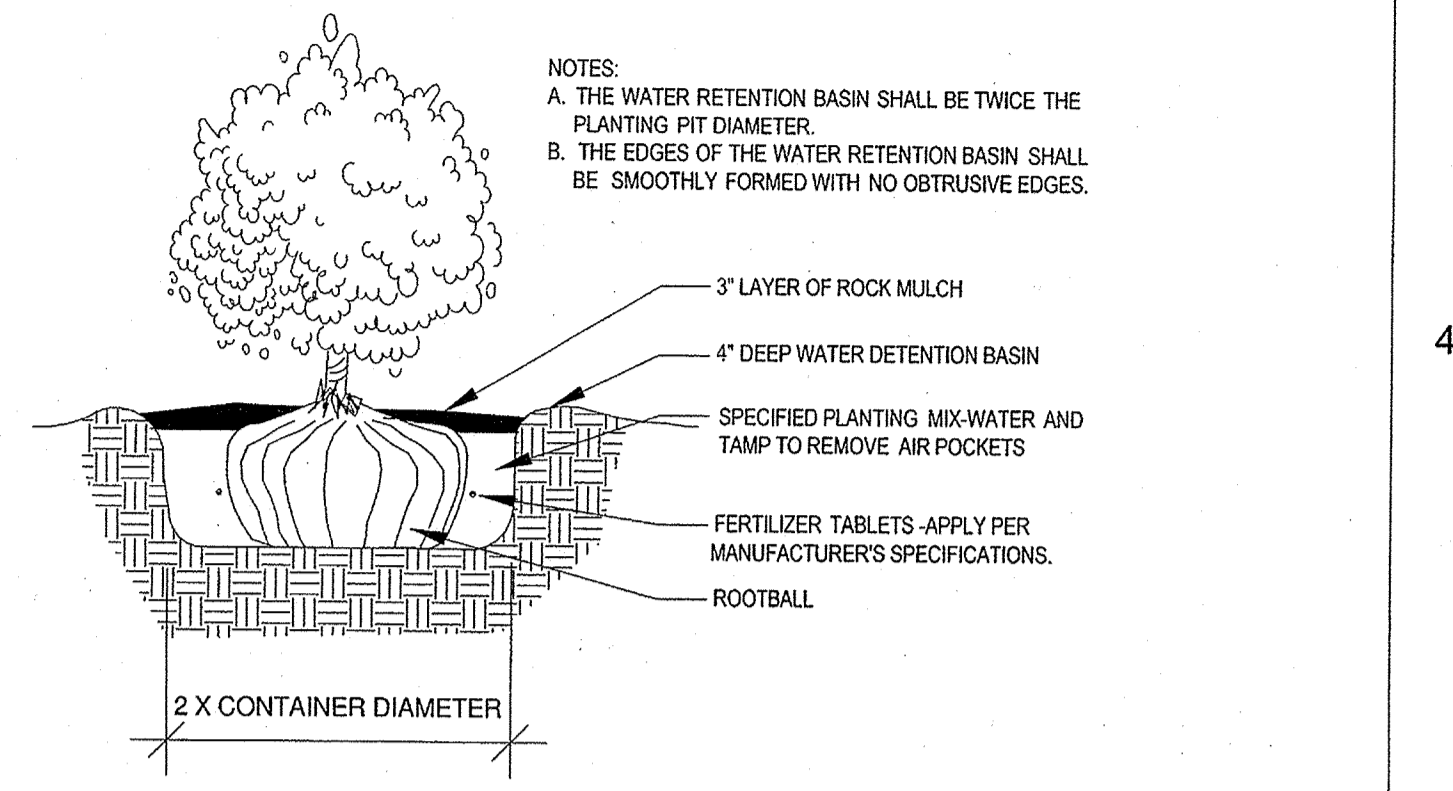 NOTES:
A. THE WATER RETENTION BASIN SHALL BE TWICE THE
PLANTING PIT DIAMETER.
B. THE EDGES OF THE WATER RETENTION BASIN SHALL
BE SMOOTHLY FORMED WITH NO OBTRUSIVE EDGES.
3" LAYER OF ROCK MULCH
4" DEEP WATER DETENTION BASIN
4
SPECIFIED PLANTING MIX-WATER AND
TAMP TO REMOVE AIR POCKETS
FERTILIZER TABLETS -APPLY PER
MANUFACTURER'S SPECIFICATIONS.
ROOTBALL
2 X CONTAINER DIAMETER